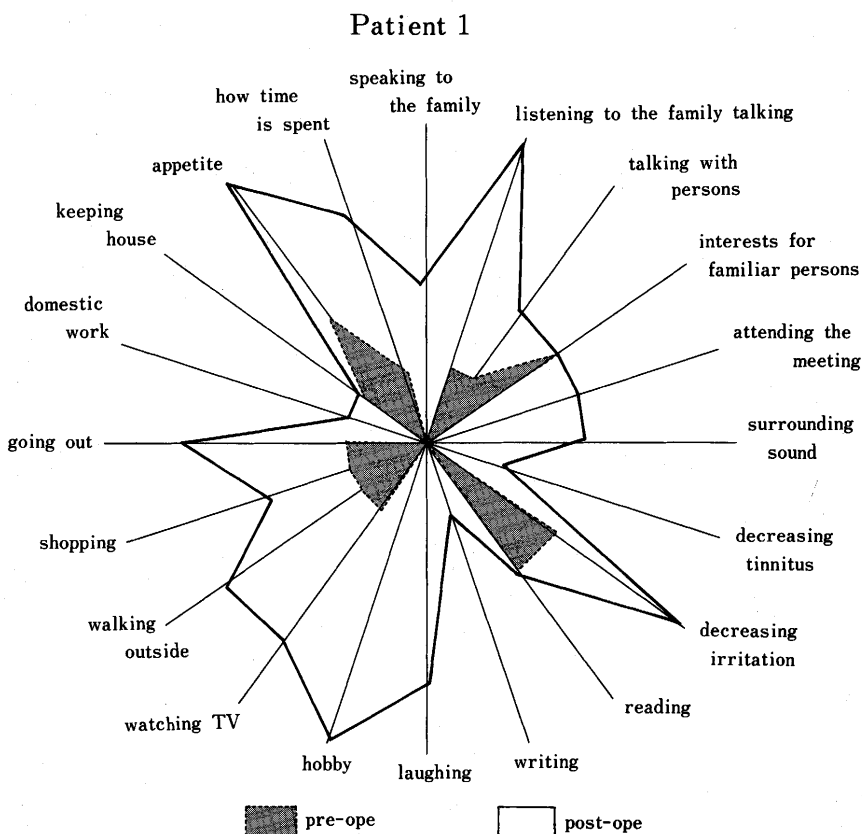 Patient 1
speaking to
the family
how time
is spent
listening to the family talking
appetite
talking with
persons
keeping
house
interests for
familiar persons
domestic
work
attending the
meeting
going out
surrounding
sound
shopping
decreasing
tinnitus
walking
outside
decreasing
irritation
watching TV
reading
hobby
laughing
writing
pre-ope
post-ope